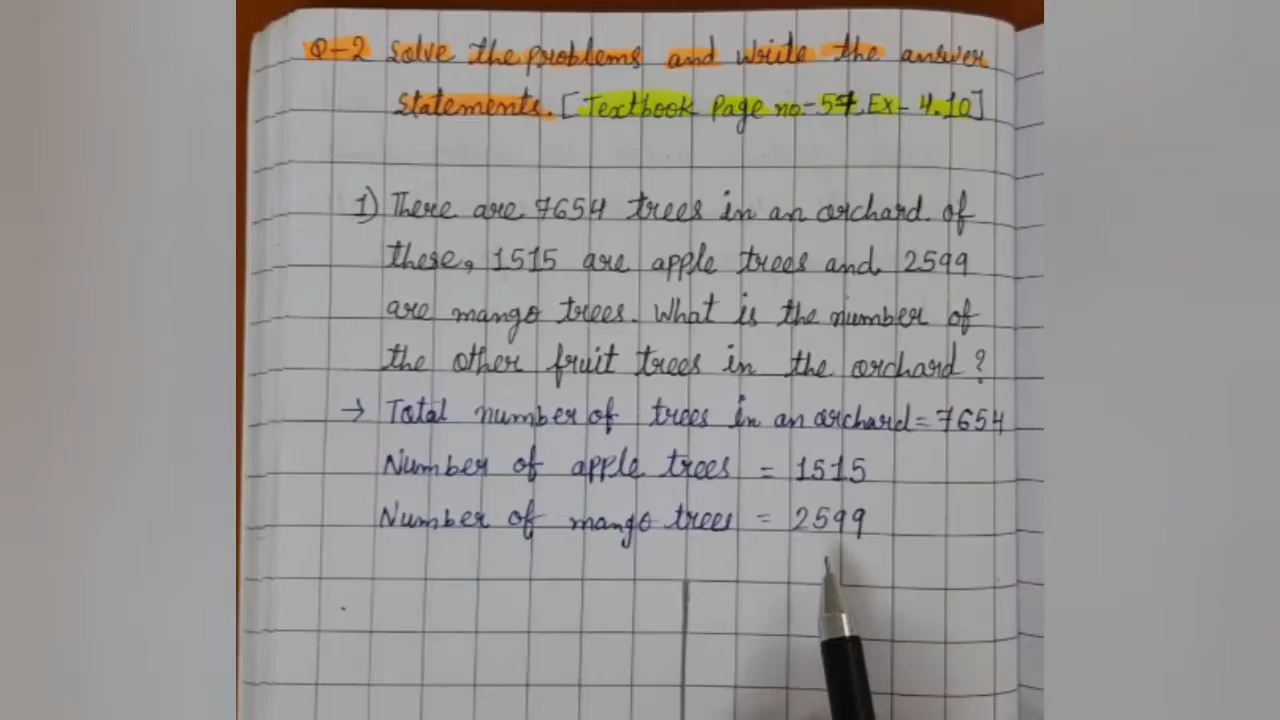 Q-2 Solve the problems and write the answer
statements. [Textbook Page no-57, Ex- 4.10]
1) There are 7654 trees in an orchard. of
these, 1515 are apple trees and 2599
are mango trees. What is the number of
the other fruit trees in the orchard?
→ Total number of trees in an orchard = 7654
Number of apple trees = 1515
Number of mango trees = 2599